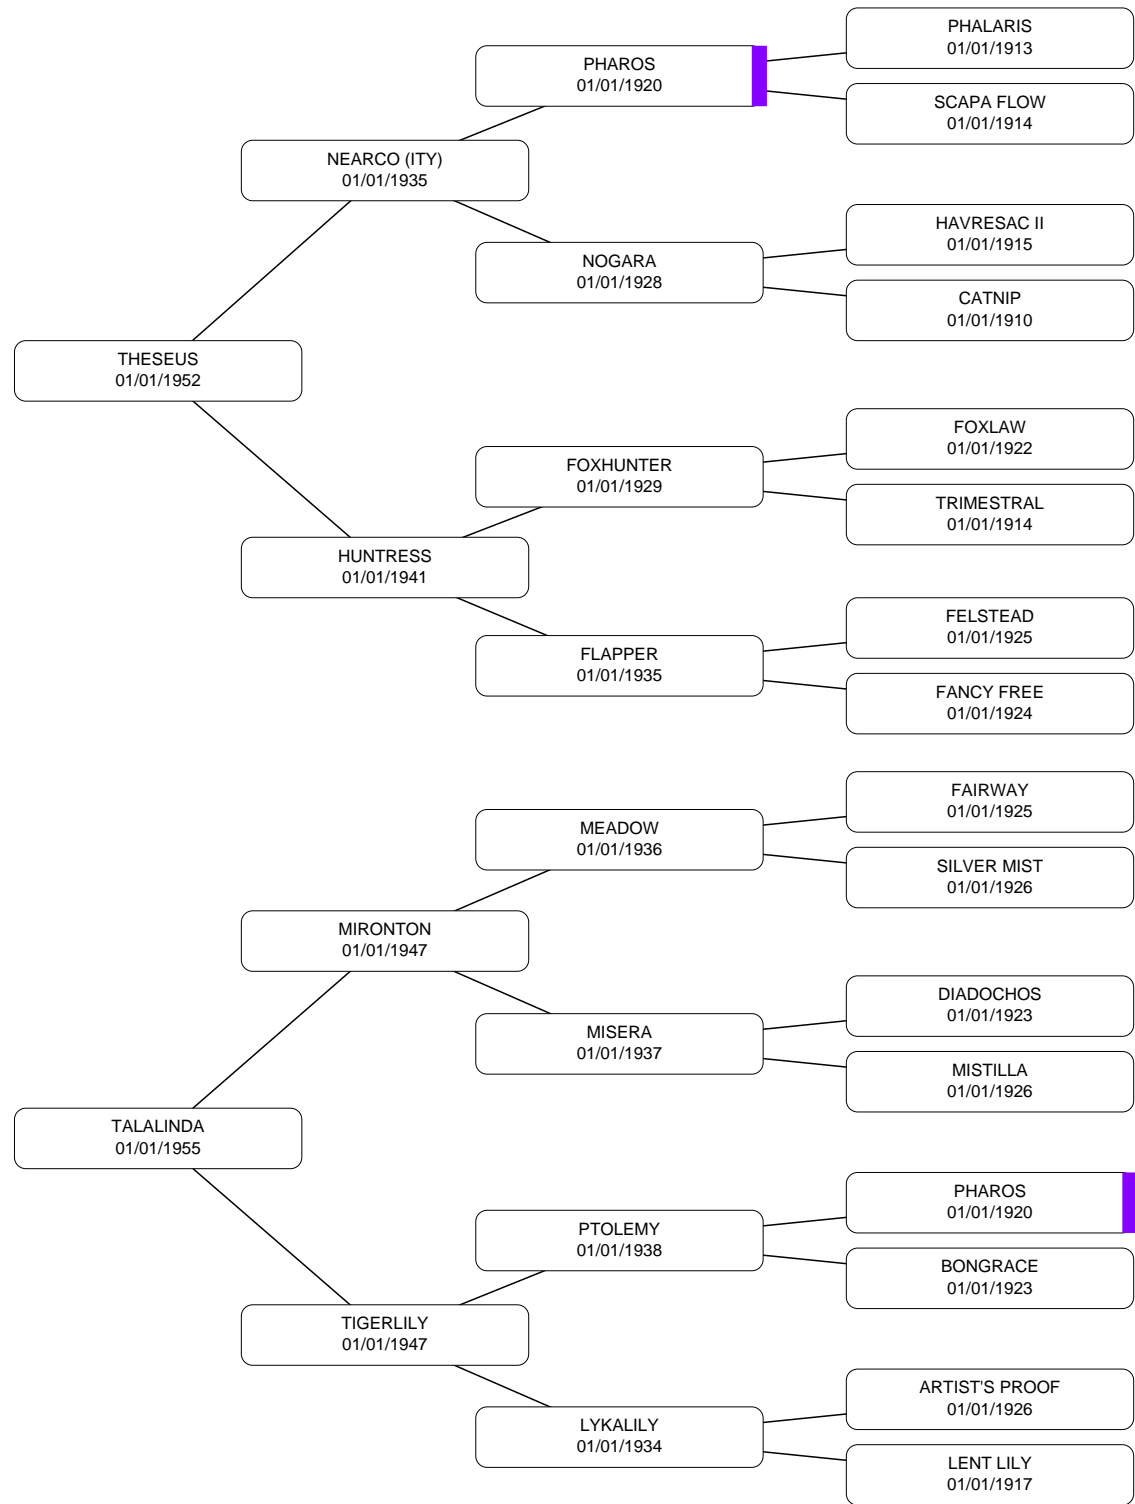 PHALARIS
01/01/1913
PHAROS
01/01/1920
SCAPA FLOW
01/01/1914
NEARCO (ITY)
01/01/1935
HAVRESAC II
01/01/1915
NOGARA
01/01/1928
CATNIP
01/01/1910
THESEUS
01/01/1952
FOXLAW
01/01/1922
FOXHUNTER
01/01/1929
TRIMESTRAL
01/01/1914
HUNTRESS
01/01/1941
FELSTEAD
01/01/1925
FLAPPER
01/01/1935
FANCY FREE
01/01/1924
FAIRWAY
01/01/1925
MEADOW
01/01/1936
SILVER MIST
01/01/1926
MIRONTON
01/01/1947
DIADOCHOS
01/01/1923
MISERA
01/01/1937
MISTILLA
01/01/1926
TALALINDA
01/01/1955
PHAROS
01/01/1920
PTOLEMY
01/01/1938
BONGRACE
01/01/1923
TIGERLILY
01/01/1947
ARTIST'S PROOF
01/01/1926
LYKALILY
01/01/1934
LENT LILY
01/01/1917